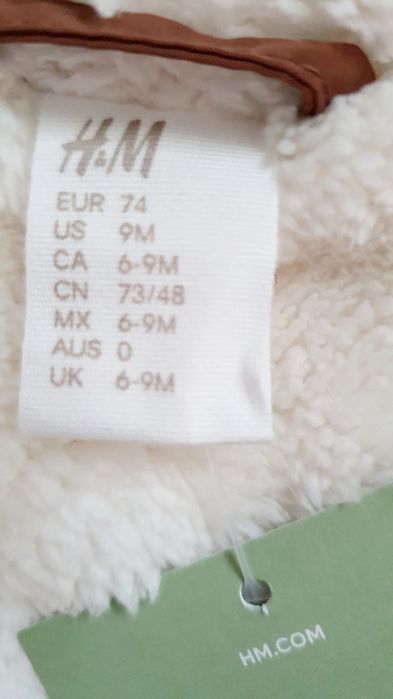 H&M
EUR 74
US 9M
CA 6-9M
CN 73/48
MX 6-9M
AUS 0
UK 6-9M
HM.COM